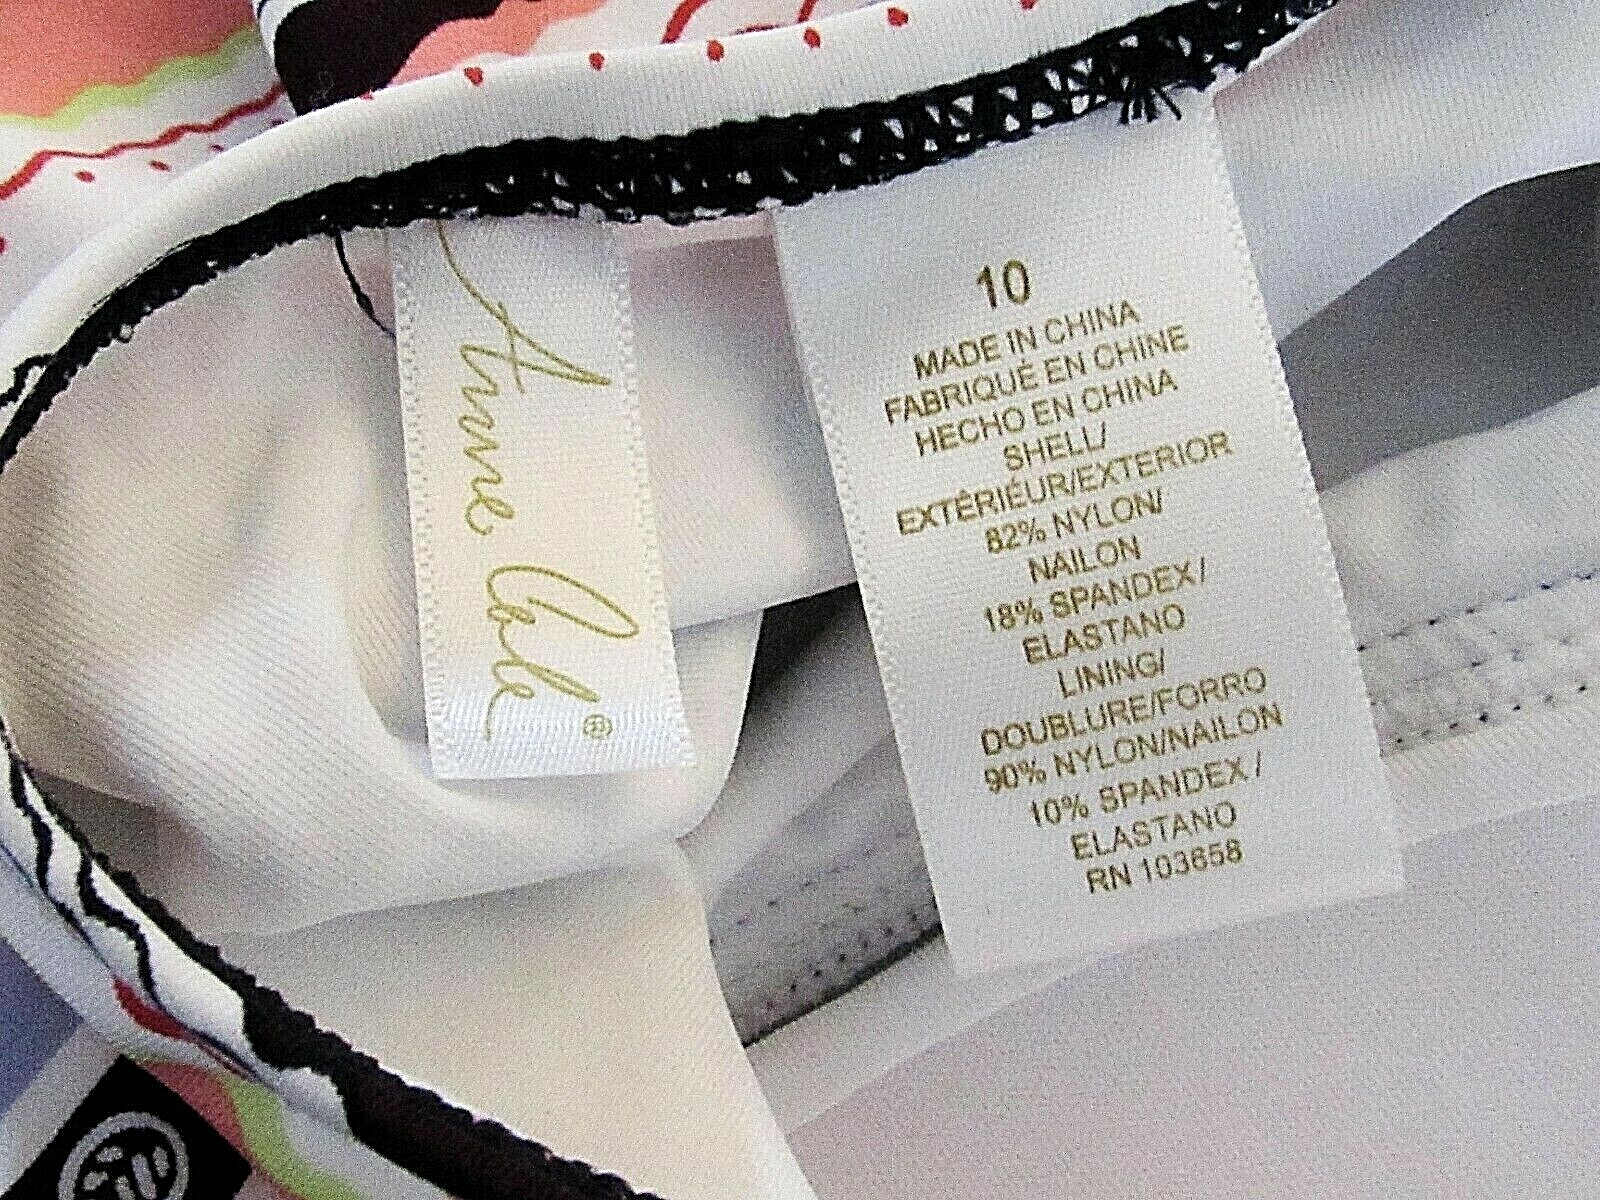 Anne Cole®
10
MADE IN CHINA
FABRIQUÉ EN CHINE
HECHO EN CHINA
SHELL/
EXTÉRIÉUR/EXTERIOR
82% NYLON/
NAILON
18% SPANDEX/
ELASTANO
LINING/
DOUBLURE/FORRO
90% NYLON/NAILON
10% SPANDEX/
ELASTANO
RN 103658